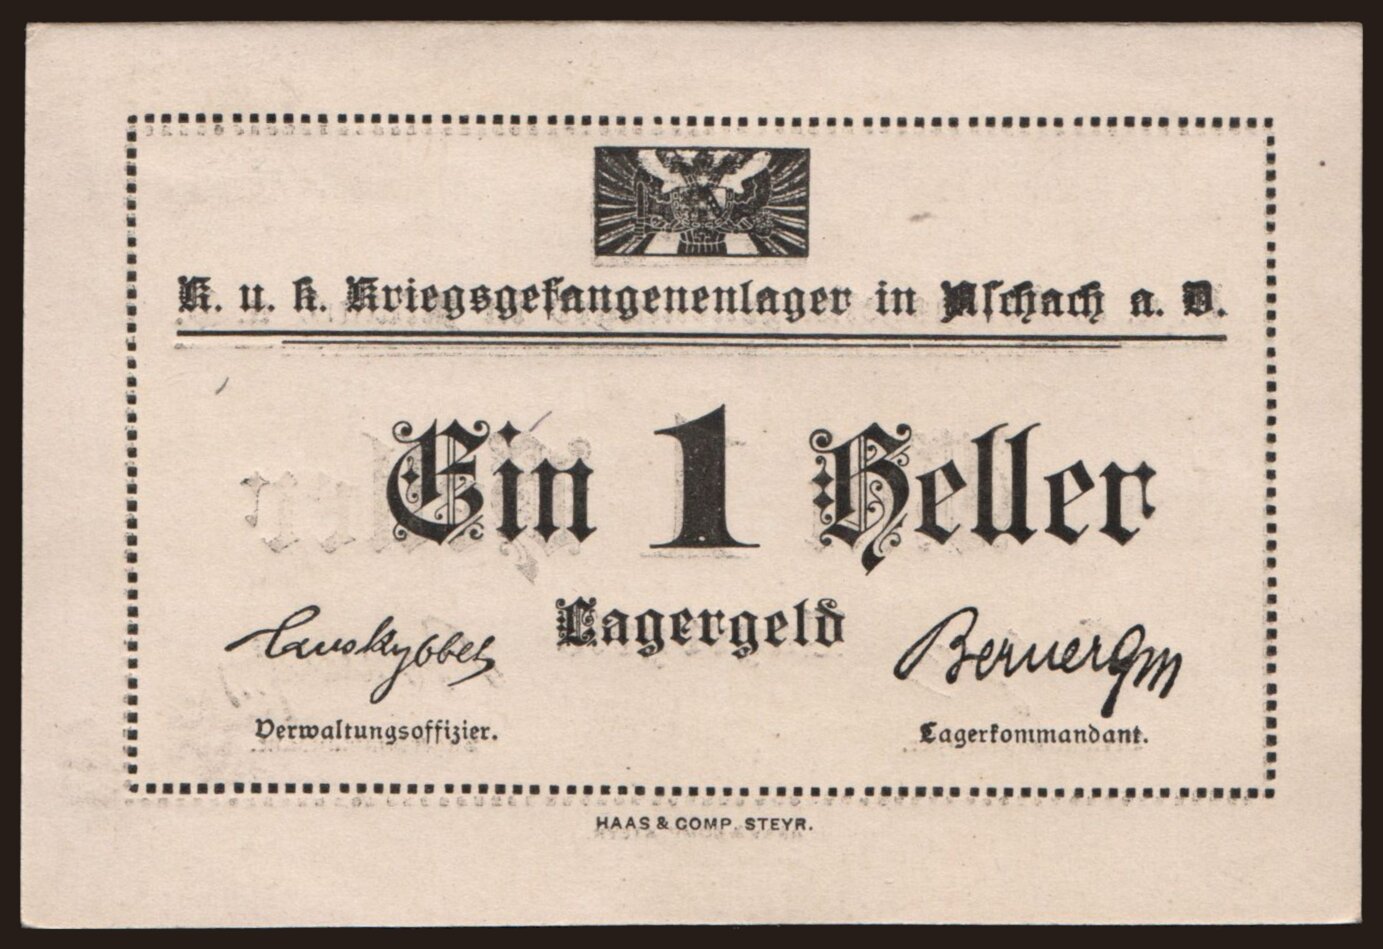 K. u. k. Kriegsgefangenenlager in Aschach a. D.
Ein 1 Heller
Lagergeld
Verwaltungsoffizier.
Lagerkommandant.
HAAS & COMP. STEYR.